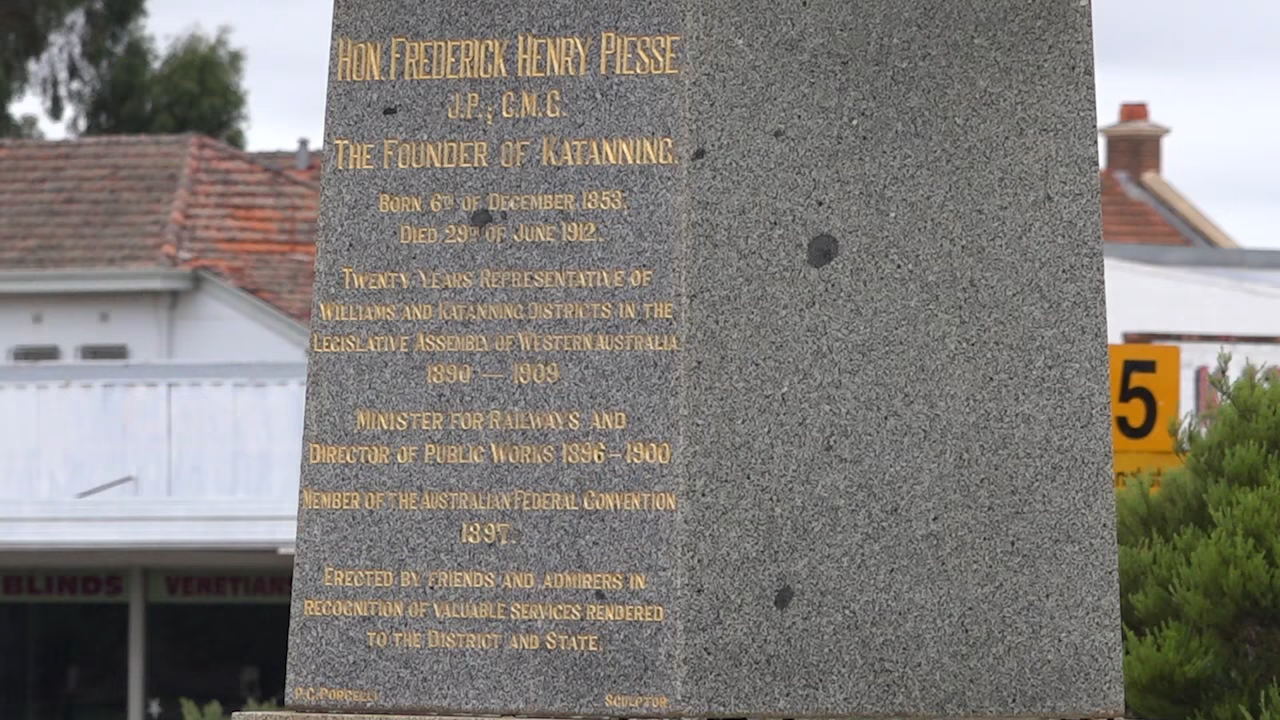 HON. FREDERICK HENRY PIESSE
J.P.; C.M.G.
THE FOUNDER OF KATANNING.
BORN 6TH OF DECEMBER, 1853,
DIED 29TH OF JUNE 1912.
TWENTY YEARS REPRESENTATIVE OF
WILLIAMS AND KATANNING DISTRICTS IN THE
LEGISLATIVE ASSEMBLY OF WESTERN AUSTRALIA.
1890 — 1909
MINISTER FOR RAILWAYS AND
DIRECTOR OF PUBLIC WORKS 1896–1900
MEMBER OF THE AUSTRALIAN FEDERAL CONVENTION
1897.
ERECTED BY FRIENDS AND ADMIRERS IN
RECOGNITION OF VALUABLE SERVICES RENDERED
TO THE DISTRICT AND STATE.
P.G. PORCELLI
SCULPTOR.
BLINDS
VENETIANS
5